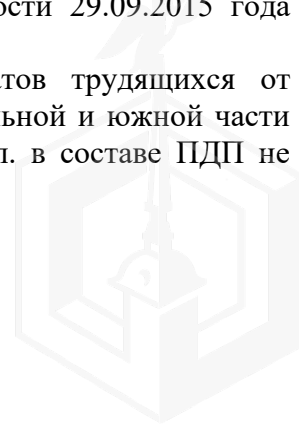 ости 29.09.2015 года
тов трудящихся от
льной и южной части
п. в составе ПДП не